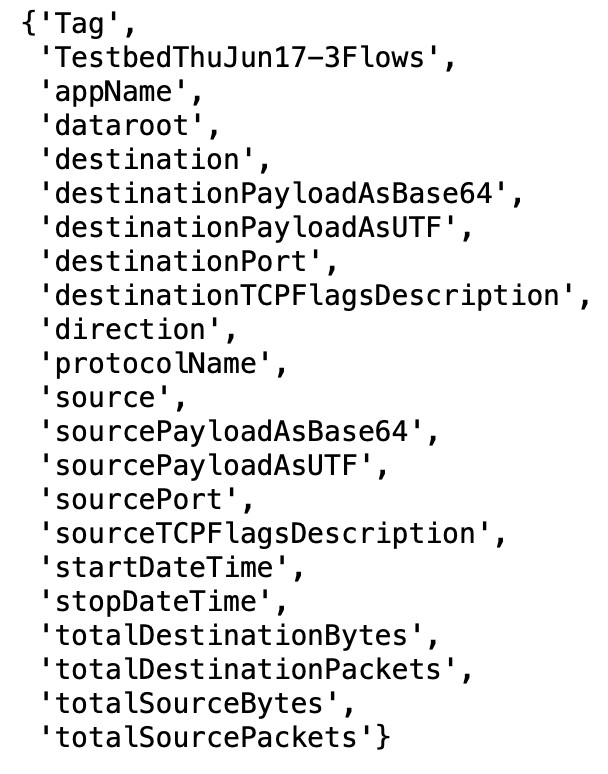 {'Tag',
'TestbedThuJun17-3Flows',
'appName',
'dataroot',
'destination',
'destinationPayloadAsBase64',
'destinationPayloadAsUTF',
'destinationPort',
'destinationTCPFlagsDescription',
'direction',
'protocolName',
'source',
'sourcePayloadAsBase64',
'sourcePayloadAsUTF',
'sourcePort',
'sourceTCPFlagsDescription',
'startDateTime',
'stopDateTime',
'totalDestinationBytes',
'totalDestinationPackets',
'totalSourceBytes',
'totalSourcePackets'}